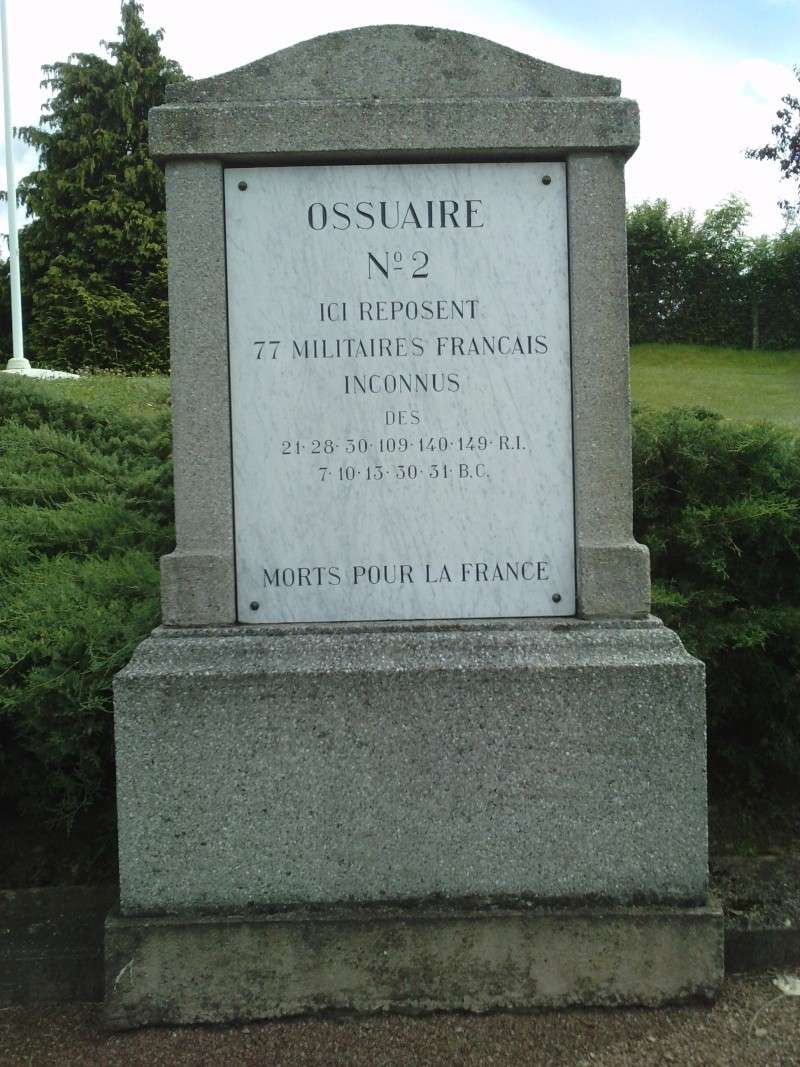 OSSUAIRE
Nº 2
ICI REPOSENT
77 MILITAIRES FRANCAIS
INCONNUS
DES
21·28·30·109·140·149·R.I.
7·10·13·30·31·B.C.
MORTS POUR LA FRANCE